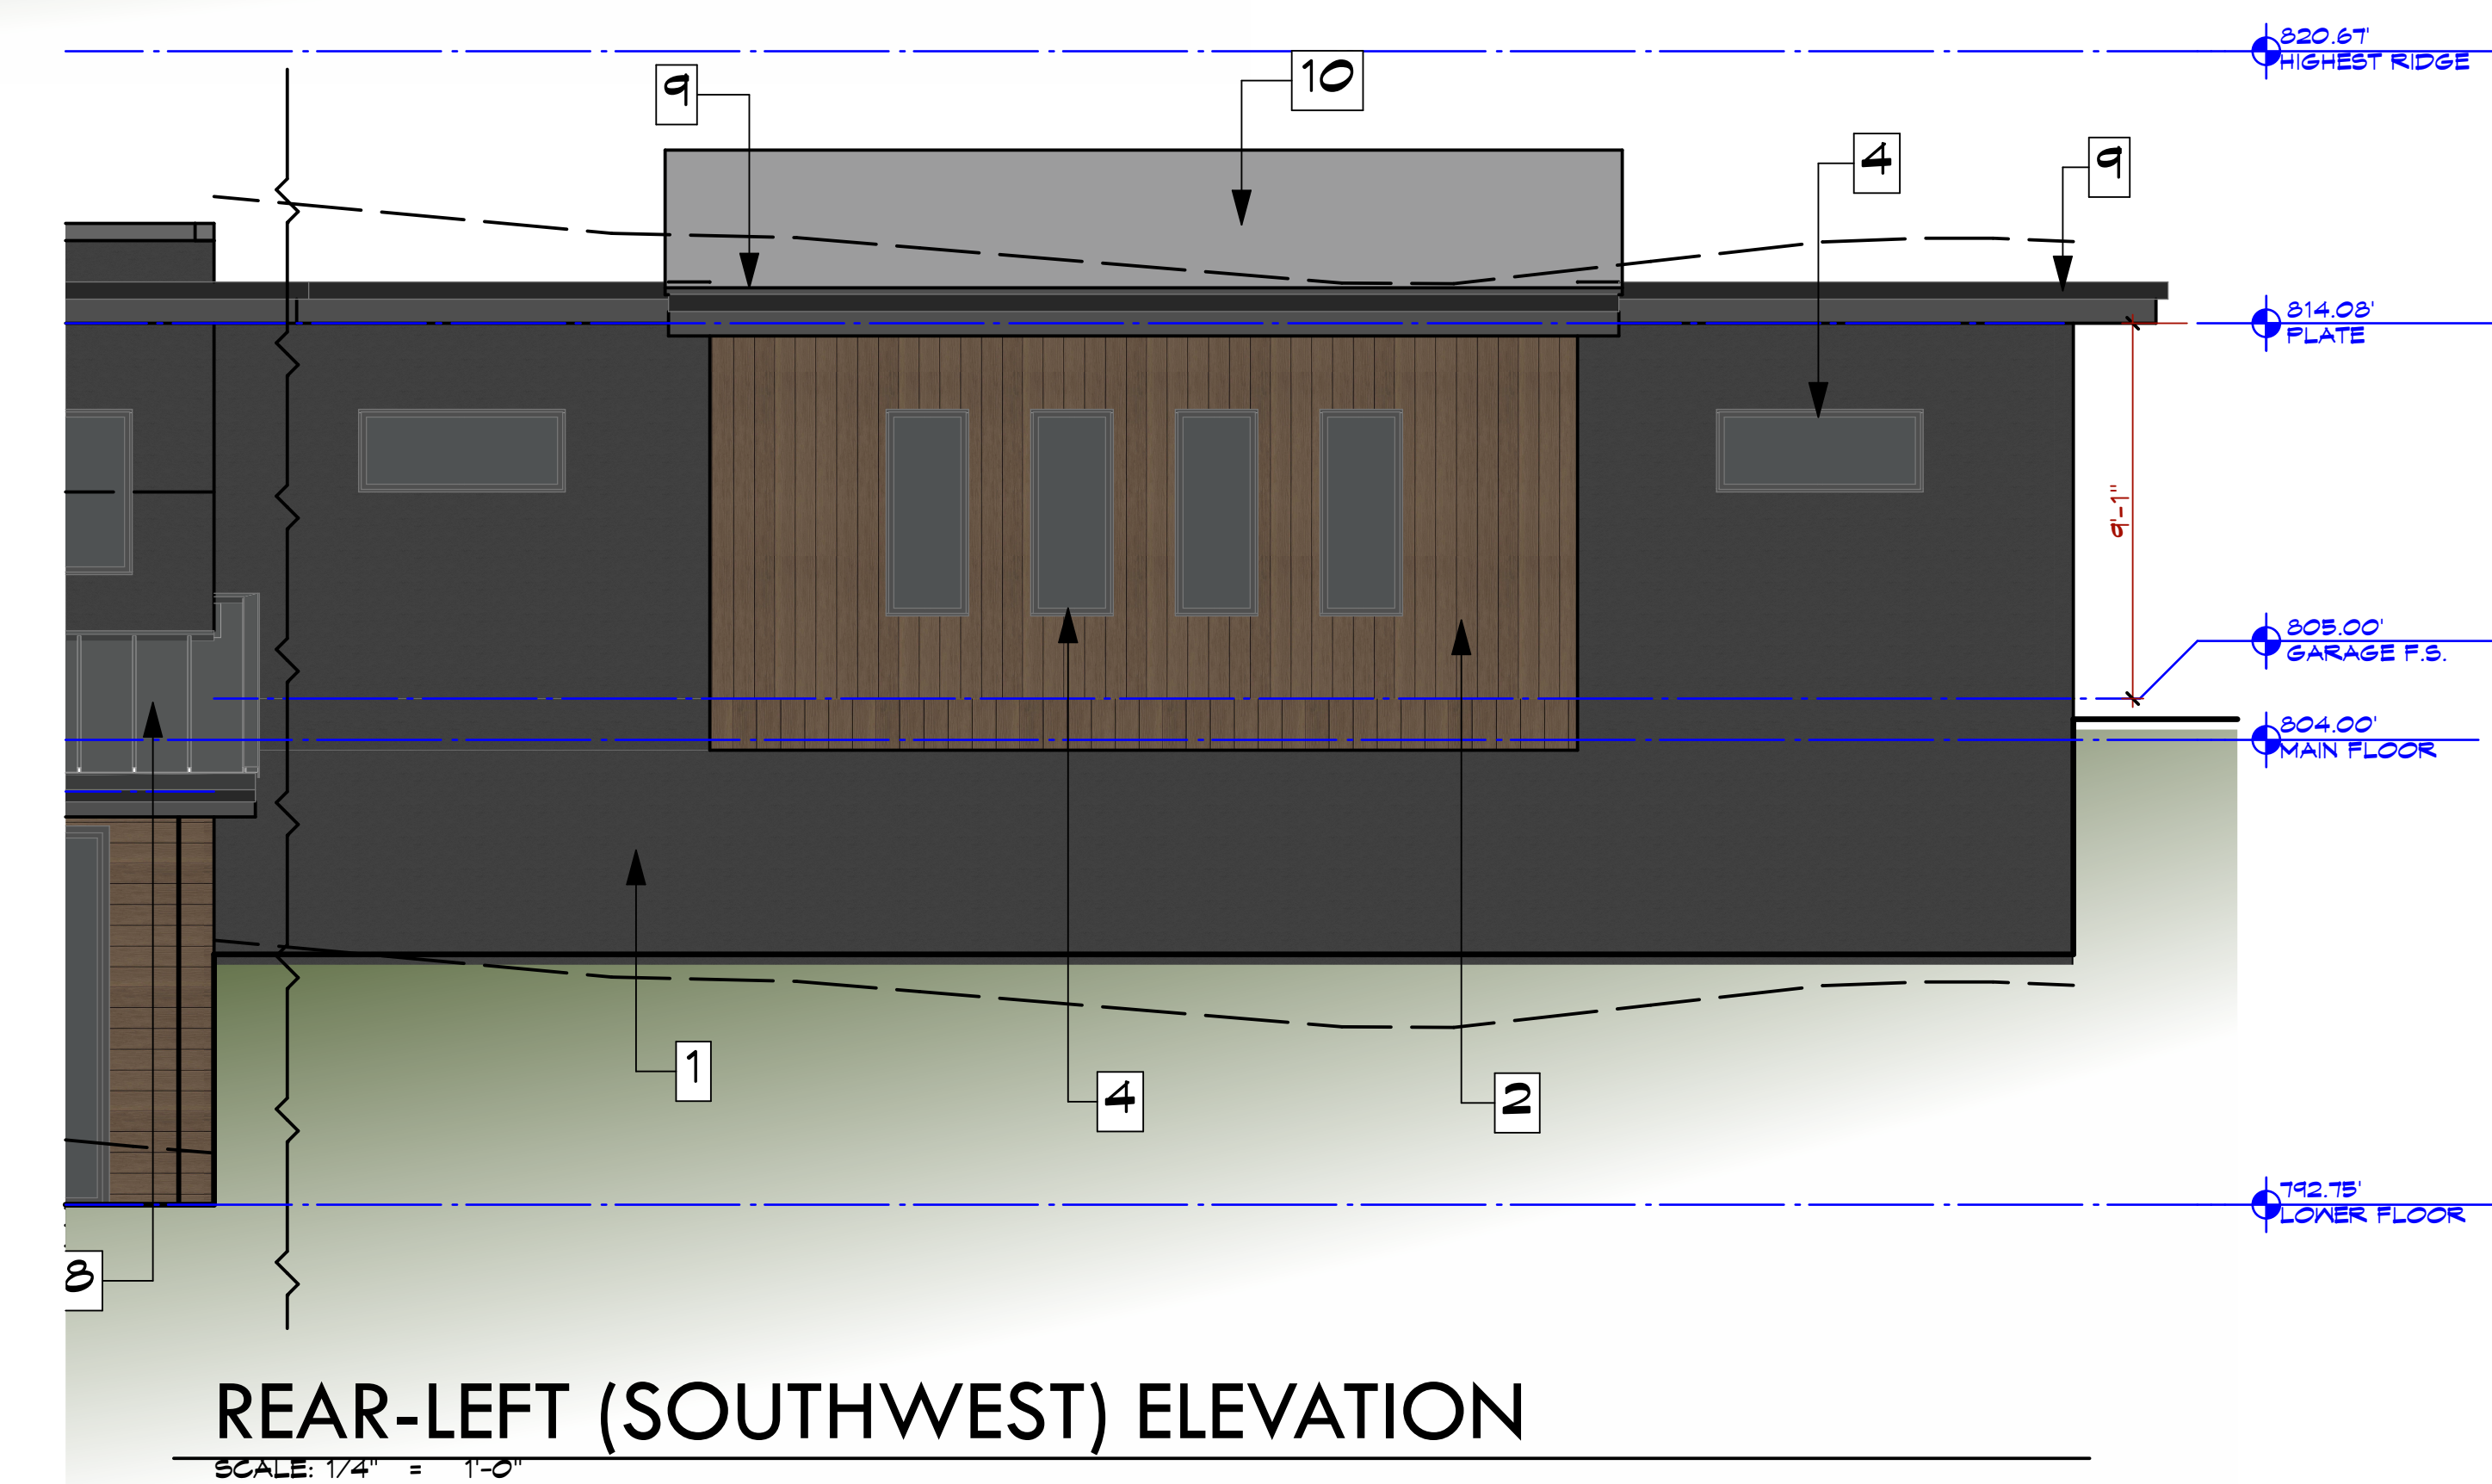 820.67'
HIGHEST RIDGE
9
10
4
9
814.08'
PLATE
9'-1"
805.00'
GARAGE F.S.
804.00'
MAIN FLOOR
1
4
2
792.75'
LOWER FLOOR
8
REAR-LEFT (SOUTHWEST) ELEVATION
SCALE: 1/4" = 1'-0"